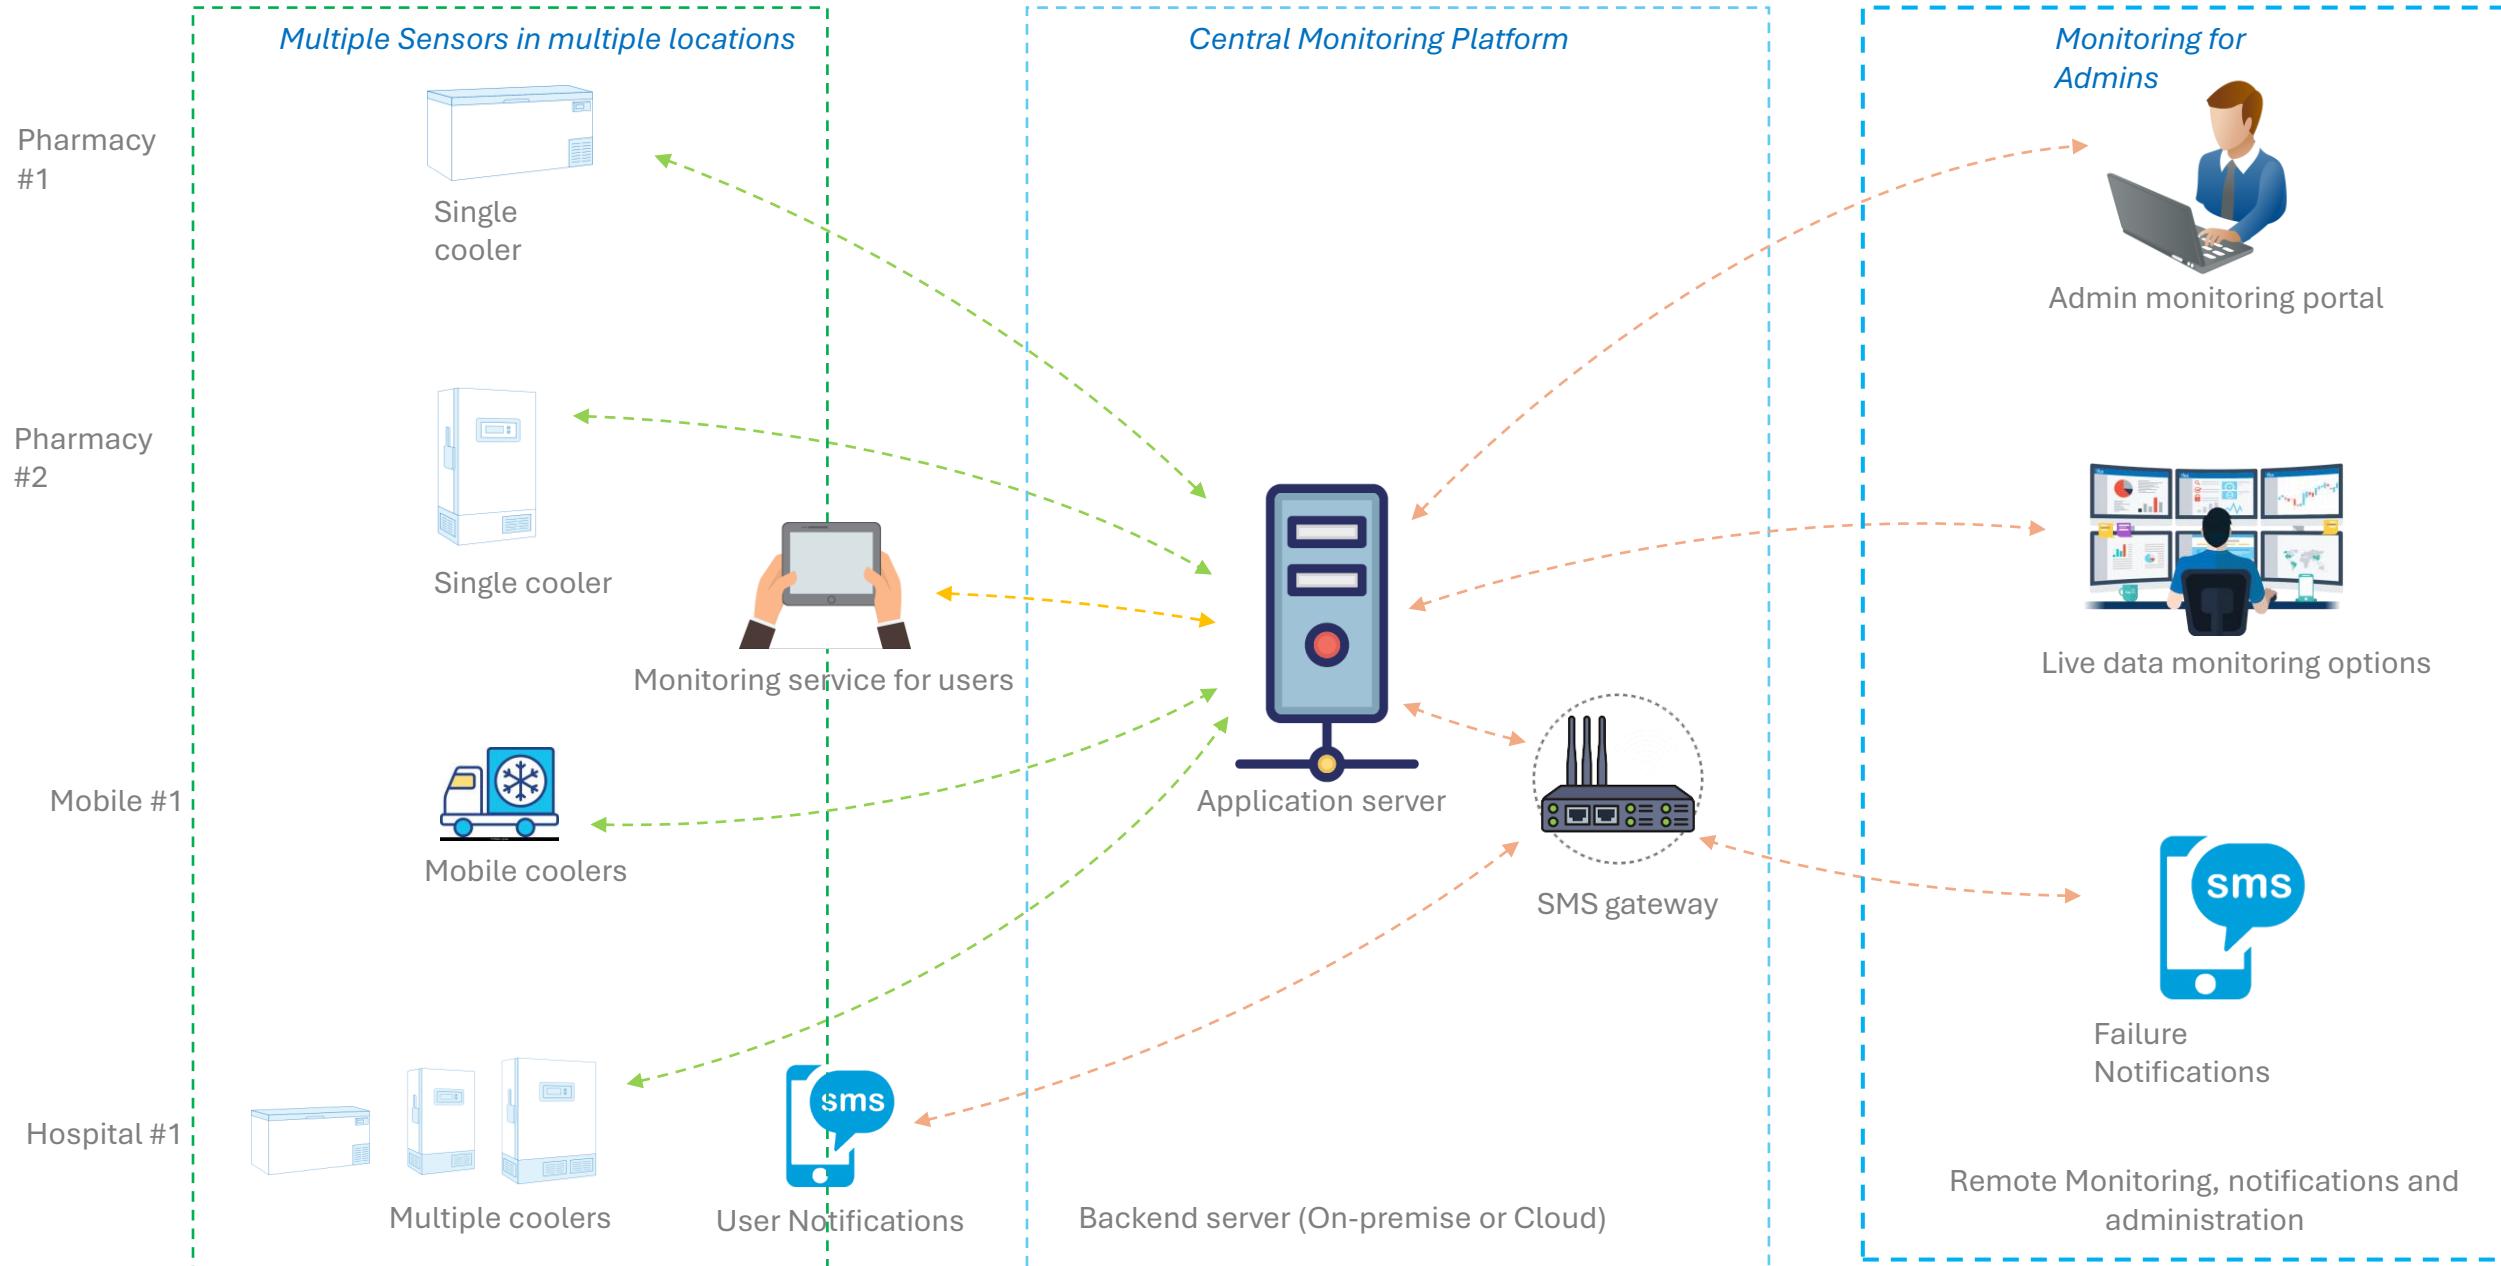 Multiple Sensors in multiple locations
Central Monitoring Platform
Monitoring for
Admins
Pharmacy
#1
Single
cooler
Admin monitoring portal
Pharmacy
#2
Single cooler
Monitoring service for users
Live data monitoring options
Mobile #1
Mobile coolers
Application server
SMS gateway
sms
Failure
Notifications
Hospital #1
Multiple coolers
sms
User Notifications
Backend server (On-premise or Cloud)
Remote Monitoring, notifications and
administration